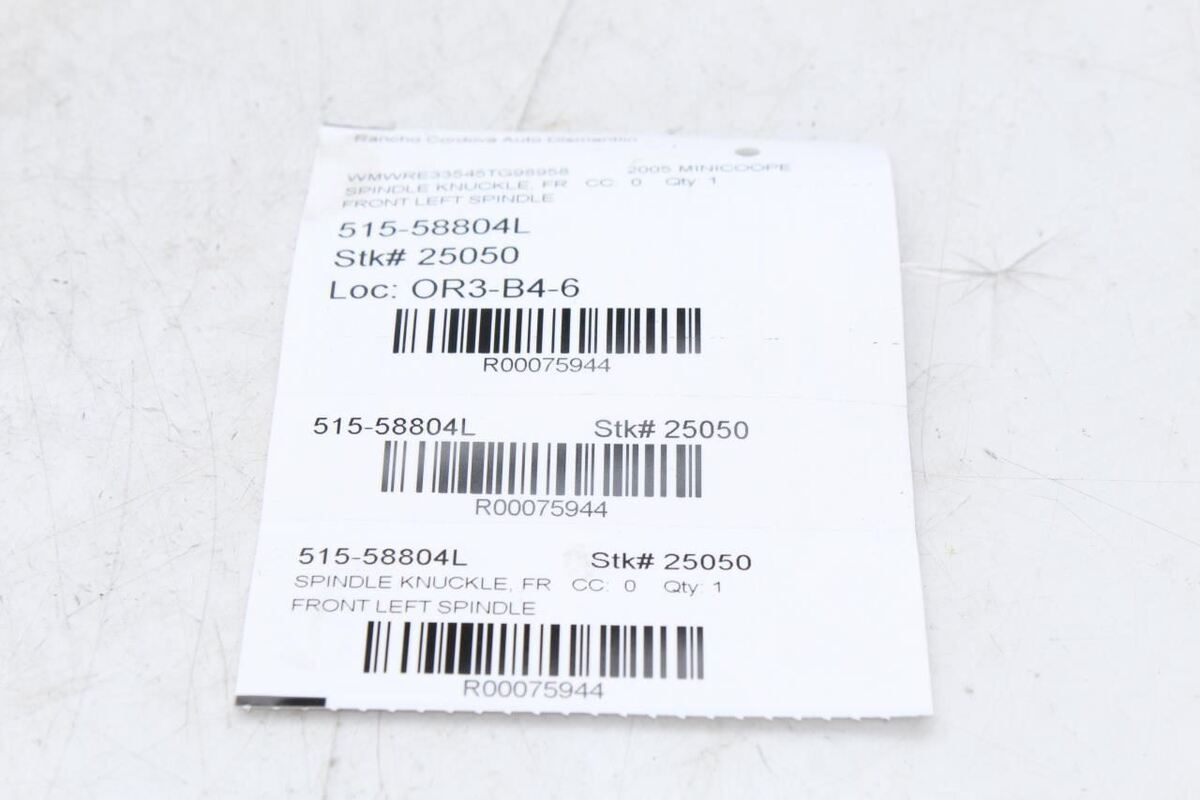 Rancho Cordova Auto Dismantlin
WMWRE33545TG98958 2005 MINICOOPE
SPINDLE KNUCKLE, FR CC: 0 Qty: 1
FRONT LEFT SPINDLE
515-58804L
Stk# 25050
Loc: OR3-B4-6
R00075944
515-58804L Stk# 25050
R00075944
515-58804L Stk# 25050
SPINDLE KNUCKLE, FR CC: 0 Qty: 1
FRONT LEFT SPINDLE
R00075944